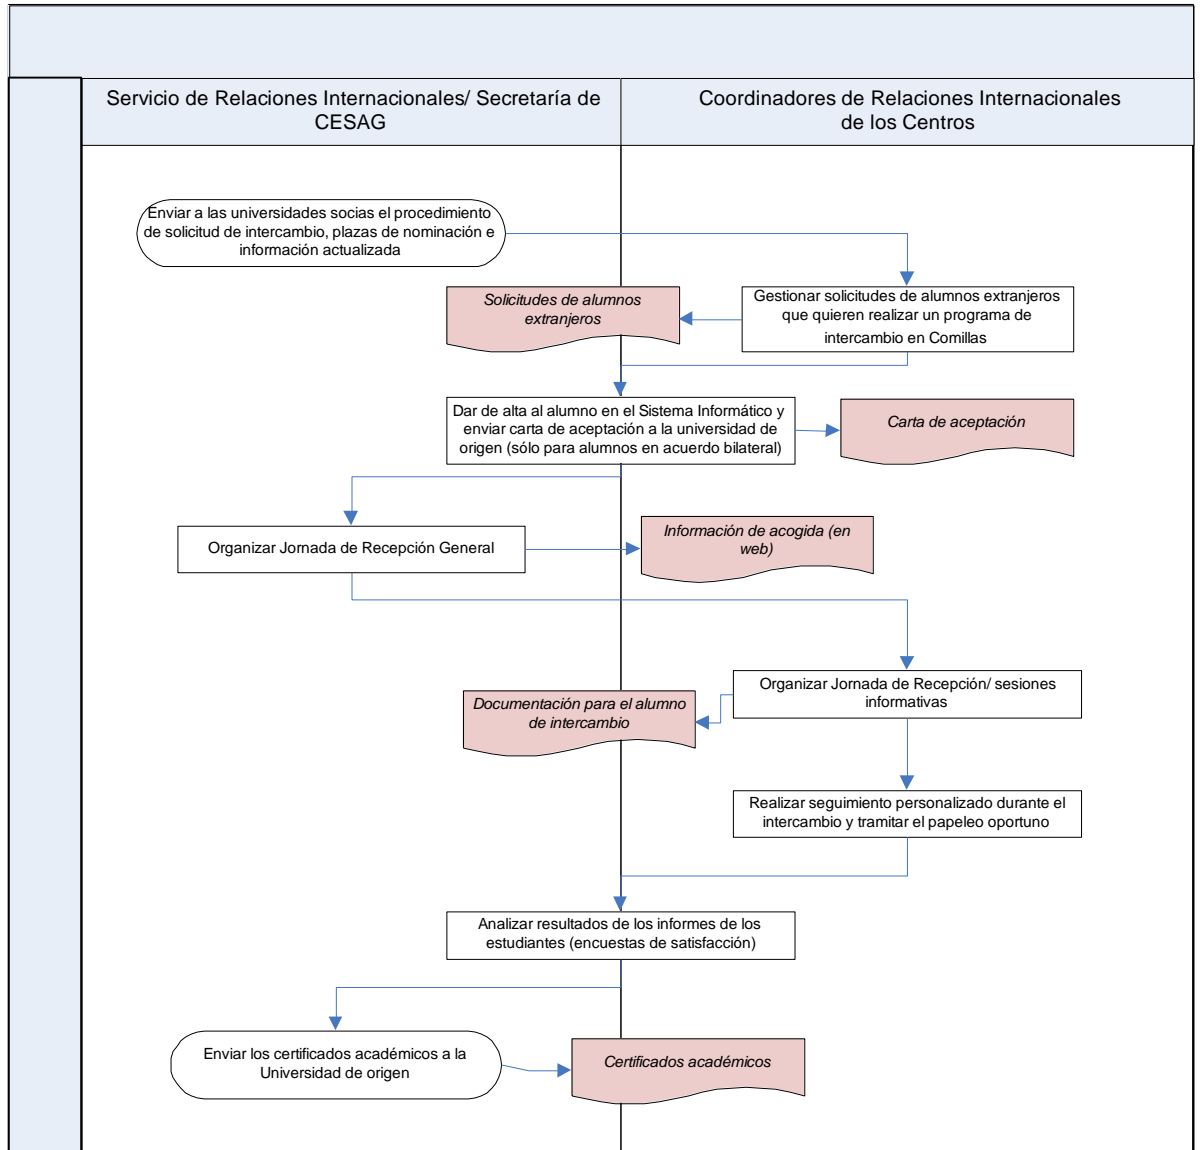 Servicio de Relaciones Internacionales/ Secretaría de
CESAG
Coordinadores de Relaciones Internacionales
de los Centros
Enviar a las universidades socias el procedimiento
de solicitud de intercambio, plazas de nominación e
información actualizada
Solicitudes de alumnos
extranjeros
Gestionar solicitudes de alumnos extranjeros
que quieren realizar un programa de
intercambio en Comillas
Dar de alta al alumno en el Sistema Informático y
enviar carta de aceptación a la universidad de
origen (sólo para alumnos en acuerdo bilateral)
Carta de aceptación
Organizar Jornada de Recepción General
Información de acogida (en
web)
Organizar Jornada de Recepción/ sesiones
informativas
Documentación para el alumno
de intercambio
Realizar seguimiento personalizado durante el
intercambio y tramitar el papeleo oportuno
Analizar resultados de los informes de los
estudiantes (encuestas de satisfacción)
Enviar los certificados académicos a la
Universidad de origen
Certificados académicos